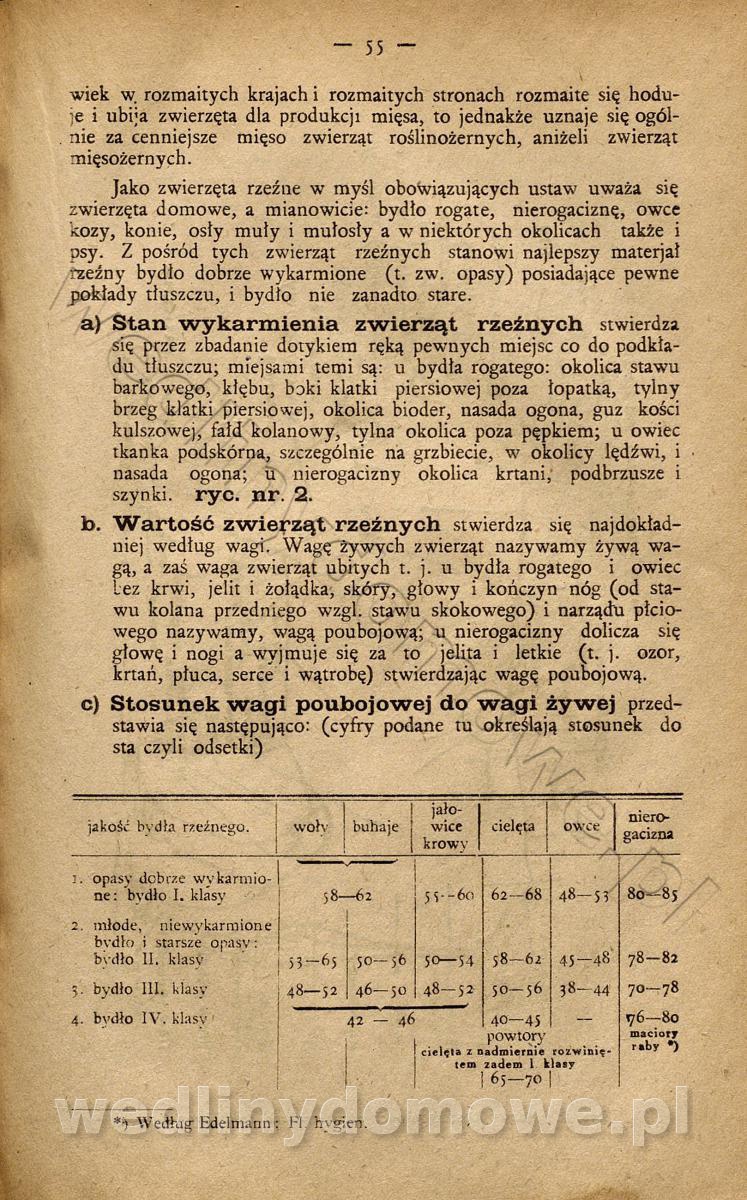 — 55 —
wiek w. rozmaitych krajach i rozmaitych stronach rozmaite się hodu-
je i ubija zwierzęta dla produkcji mięsa, to jednakże uznaje się ogól-
nie za cenniejsze mięso zwierząt roślinożernych, aniżeli zwierząt
mięsożernych.
Jako zwierzęta rzeźne w myśl obowiązujących ustaw uważa się
zwierzęta domowe, a mianowicie: bydło rogate, nierogaciznę, owce
kozy, konie, osły muły i mułosły a w niektórych okolicach także i
psy. Z pośród tych zwierząt rzeźnych stanowi najlepszy materjał
rzeźny bydło dobrze wykarmione (t. zw. opasy) posiadające pewne
pokłady tłuszczu, i bydło nie zanadto stare.
a) Stan wykarmienia zwierząt rzeźnych stwierdza
się przez zbadanie dotykiem ręką pewnych miejsc co do podkła-
du tłuszczu; miejsami temi są: u bydła rogatego: okolica stawu
barkowego, kłębu, boki klatki piersiowej poza łopatką, tylny
brzeg klatki piersiowej, okolica bioder, nasada ogona, guz kości
kulszowej, fałd kolanowy, tylna okolica poza pępkiem; u owiec
tkanka podskórna, szczególnie na grzbiecie, w okolicy lędźwi, i
nasada ogona; u nierogacizny okolica krtani, podbrzusze i
szynki. ryc. nr. 2.
b. Wartość zwierząt rzeźnych stwierdza się najdokład-
niej według wagi. Wagę żywych zwierząt nazywamy żywą wa-
gą, a zaś waga zwierząt ubitych t. j. u bydła rogatego i owiec
bez krwi, jelit i żołądka, skóry, głowy i kończyn nóg (od sta-
wu kolana przedniego wzgl. stawu skokowego) i narządu płcio-
wego nazywamy, wagą poubojową; u nierogacizny dolicza się
głowę i nogi a wyjmuje się za to jelita i letkie (t. j. ozor,
krtań, płuca, serce i wątrobę) stwierdzając wagę poubojową.
c) Stosunek wagi poubojowej do wagi żywej przed-
stawia się następująco: (cyfry podane tu określają stosunek do
sta czyli odsetki)
jakość bydła rzeźnego. woły buhaje jało-
wice
krowy cielęta owce niero-
gacizna
1. opasy dobrze wykarmio-
ne: bydło I. klasy 58—62 55--60 62—68 48—53 80—85
2. młode, niewykarmione
bydło i starsze opasy:
bydło II. klasy 53—65 50—56 50—54 58—62 45—48 78—82
3. bydło III. klasy 48—52 46—50 48—52 50—56 38—44 70—78
4. bydło IV. klasy 42 — 46 40—45 — 76—80
powtory
maciory
raby *)
cielęta z nadmiernie rozwinię-
tem zadem I klasy
65—70
*) Według Edelmann: Fl. hygien.
wedlinydomowe.pl